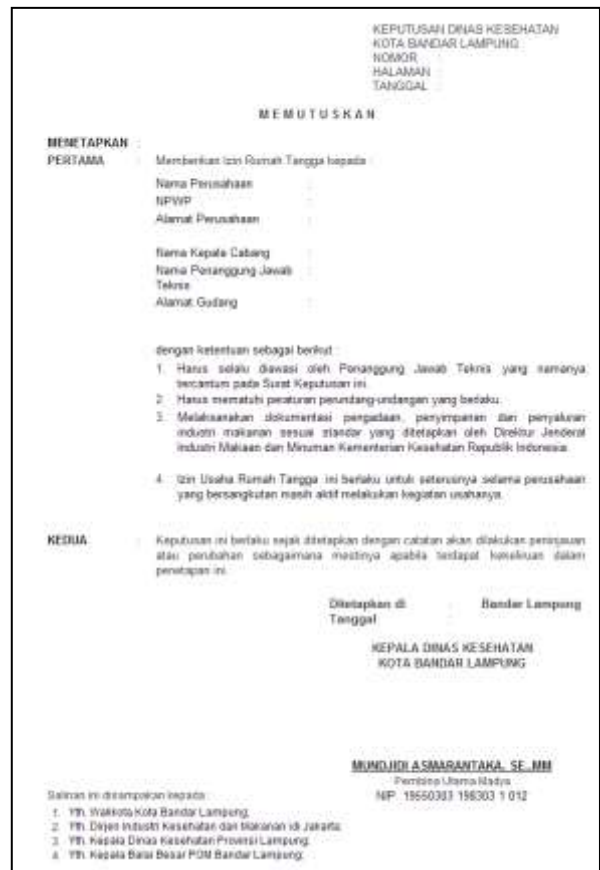 KEPUTUSAN DINAS KESEHATAN
KOTA BANDAR LAMPUNG
NOMOR :
HALAMAN :
TANGGAL :
M E M U T U S K A N
MENETAPKAN :
PERTAMA : Memberikan Izin Rumah Tangga kepada :
Nama Perusahaan :
NPWP :
Alamat Perusahaan :
Nama Kepala Cabang :
Nama Penanggung Jawab :
Teknis
Alamat Gudang :
dengan ketentuan sebagai berikut :
1. Harus selalu diawasi oleh Penanggung Jawab Teknis yang namanya
tercantum pada Surat Keputusan ini.
2. Harus mematuhi peraturan perundang-undangan yang berlaku.
3. Melaksanakan dokumentasi pengadaan, penyimpanan dan penyaluran
industri makanan sesuai standar yang ditetapkan oleh Direktur Jenderal
Industri Makaan dan Minuman Kementerian Kesehatan Republik Indonesia.
4. Izin Usaha Rumah Tangga ini berlaku untuk seterusnya selama perusahaan
yang bersangkutan masih aktif melakukan kegiatan usahanya.
KEDUA : Keputusan ini berlaku sejak ditetapkan dengan catatan akan dilakukan peninjauan
atau perubahan sebagaimana mestinya apabila terdapat kekeliruan dalam
penetapan ini.
Ditetapkan di : Bandar Lampung
Tanggal :
KEPALA DINAS KESEHATAN
KOTA BANDAR LAMPUNG
MUNDJIDI ASMARANTAKA, SE.,MM
Pembina Utama Madya
NIP. 19550303 198303 1 012
Salinan ini disampaikan kepada :
1. Yth. Walikota Kota Bandar Lampung;
2. Yth. Dirjen Industri Kesehatan dan Makanan di Jakarta;
3. Yth. Kepala Dinas Kesehatan Provinsi Lampung;
4. Yth. Kepala Balai Besar POM Bandar Lampung;